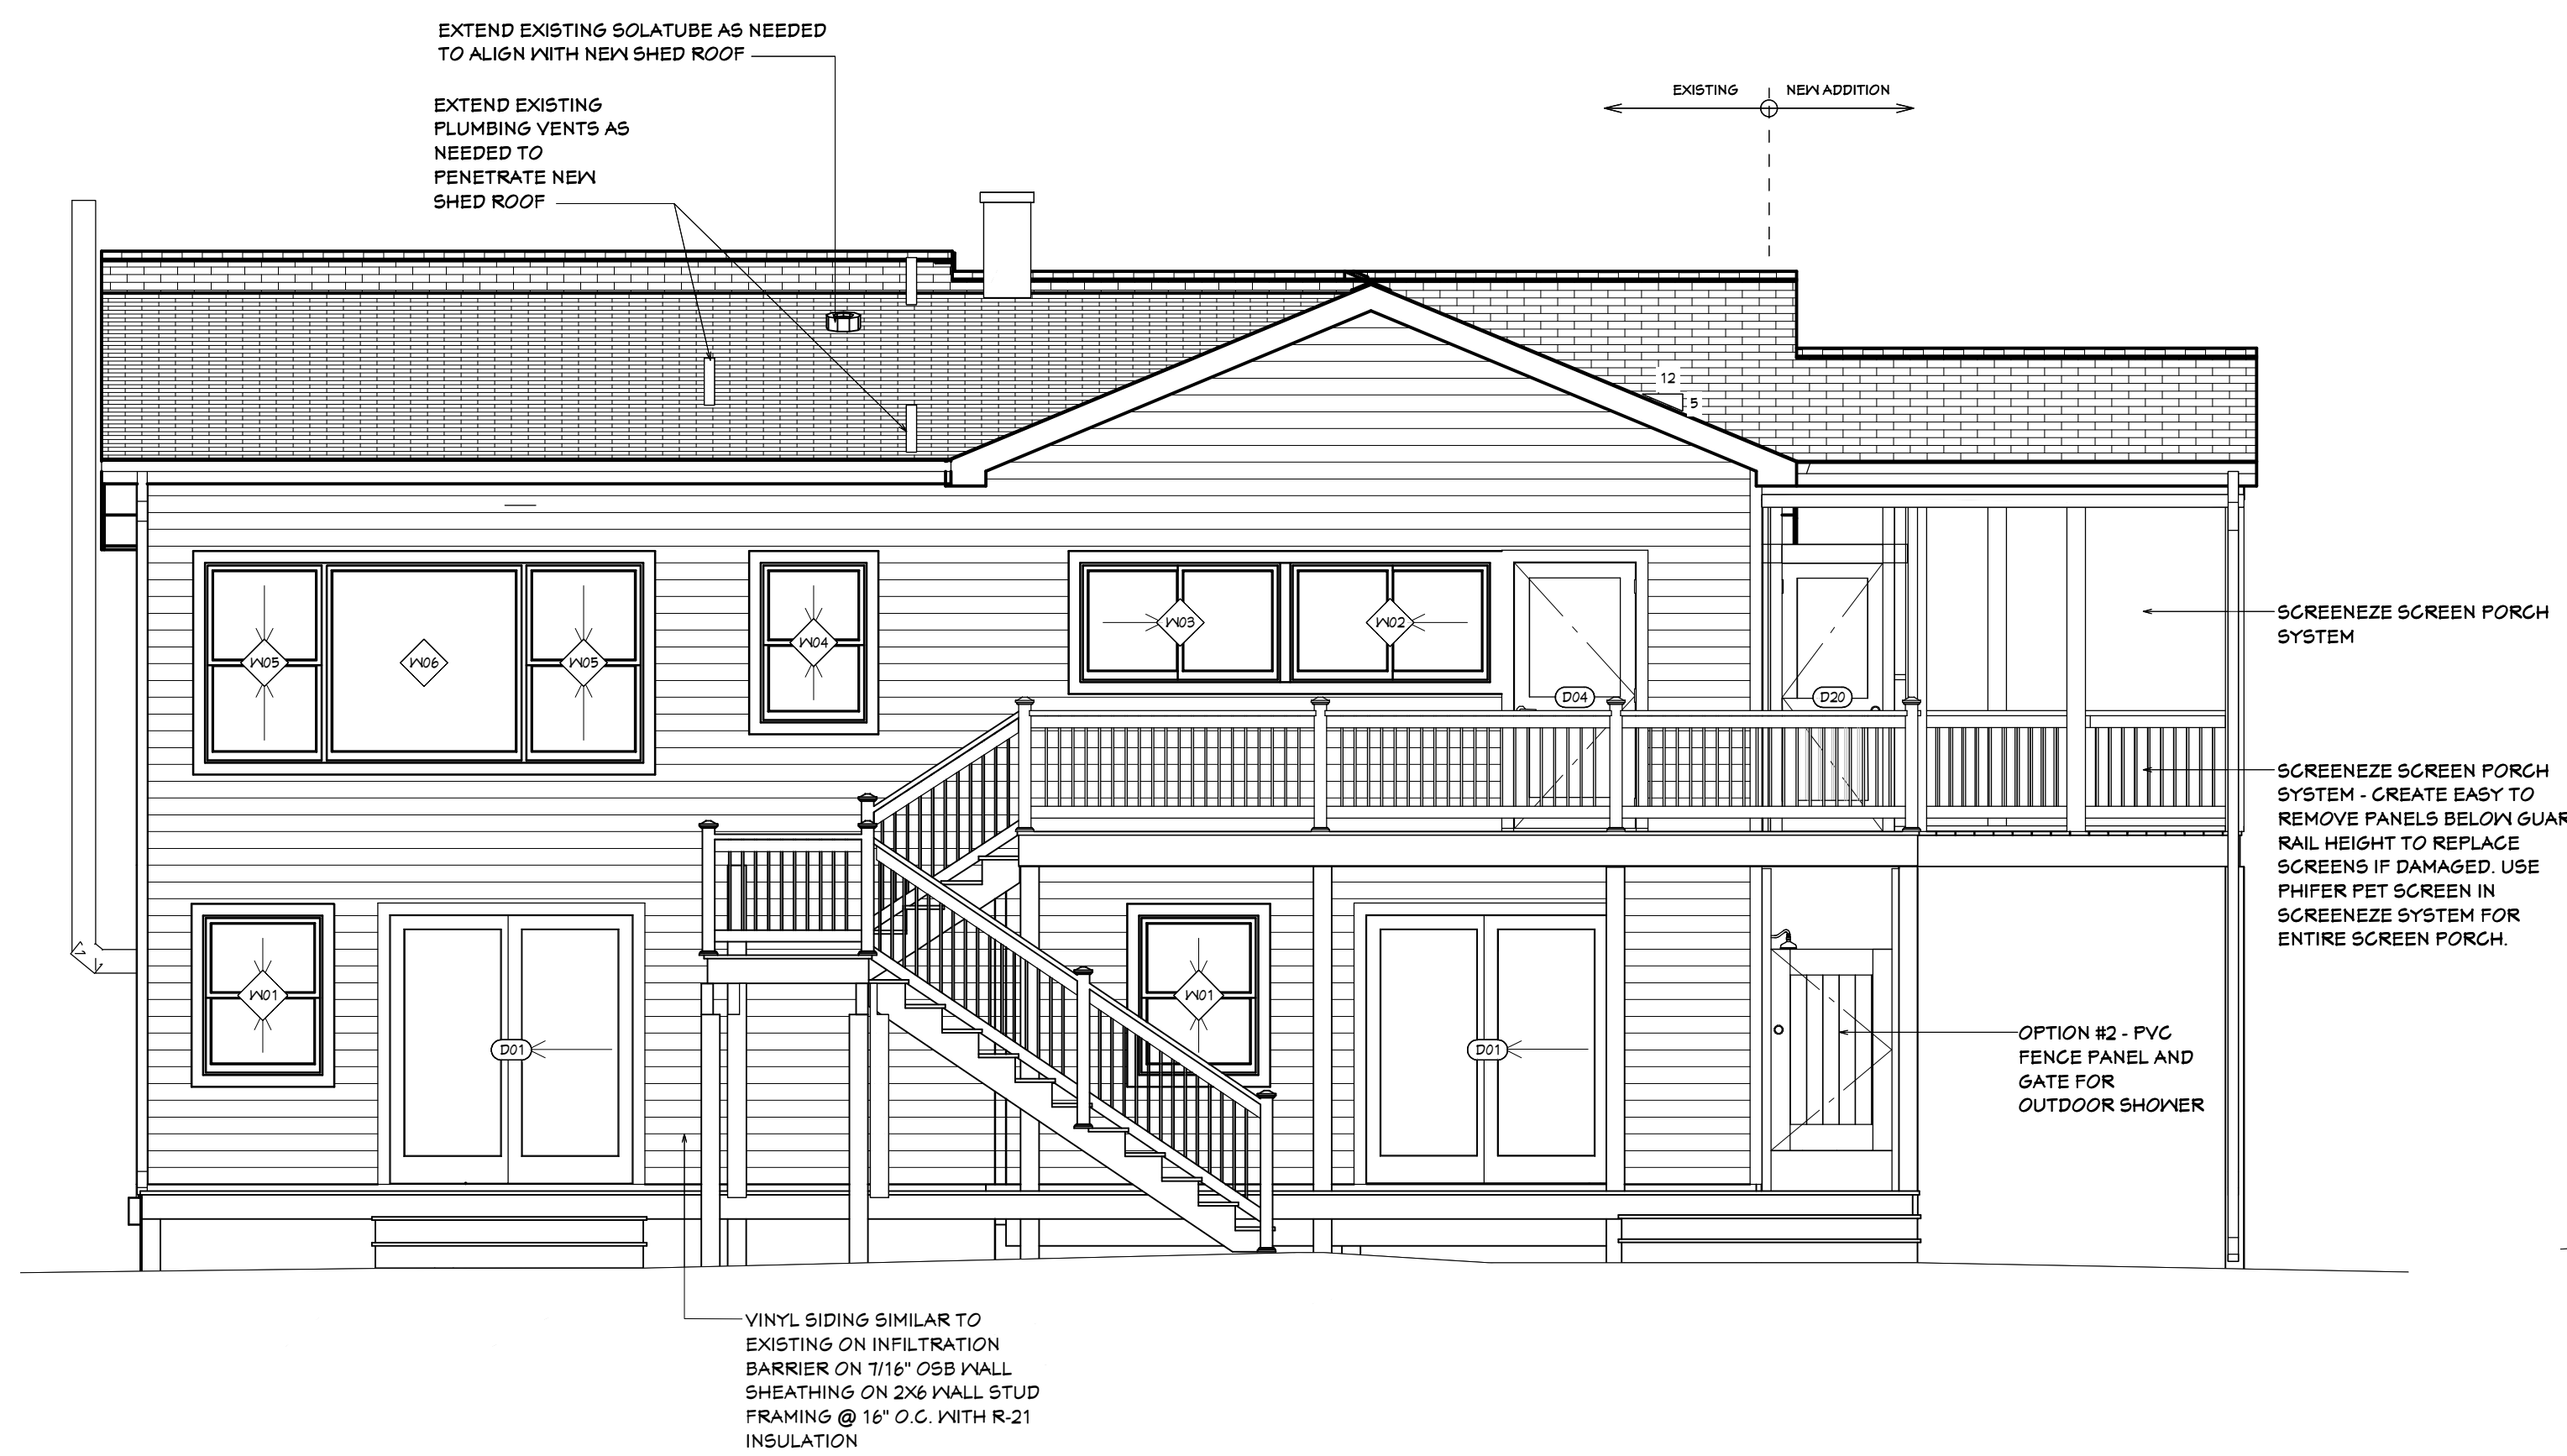 EXTEND EXISTING SOLATUBE AS NEEDED
TO ALIGN WITH NEW SHED ROOF
EXTEND EXISTING
PLUMBING VENTS AS
NEEDED TO
PENETRATE NEW
SHED ROOF
EXISTING
NEW ADDITION
12
5
W05
W06
W05
W04
W03
W02
D04
D20
SCREENEZE SCREEN PORCH
SYSTEM
SCREENEZE SCREEN PORCH
SYSTEM - CREATE EASY TO
REMOVE PANELS BELOW GUAR
RAIL HEIGHT TO REPLACE
SCREENS IF DAMAGED. USE
PHIFER PET SCREEN IN
SCREENEZE SYSTEM FOR
ENTIRE SCREEN PORCH.
W01
D01
W01
D01
OPTION #2 - PVC
FENCE PANEL AND
GATE FOR
OUTDOOR SHOWER
VINYL SIDING SIMILAR TO
EXISTING ON INFILTRATION
BARRIER ON 7/16" OSB WALL
SHEATHING ON 2X6 WALL STUD
FRAMING @ 16" O.C. WITH R-21
INSULATION